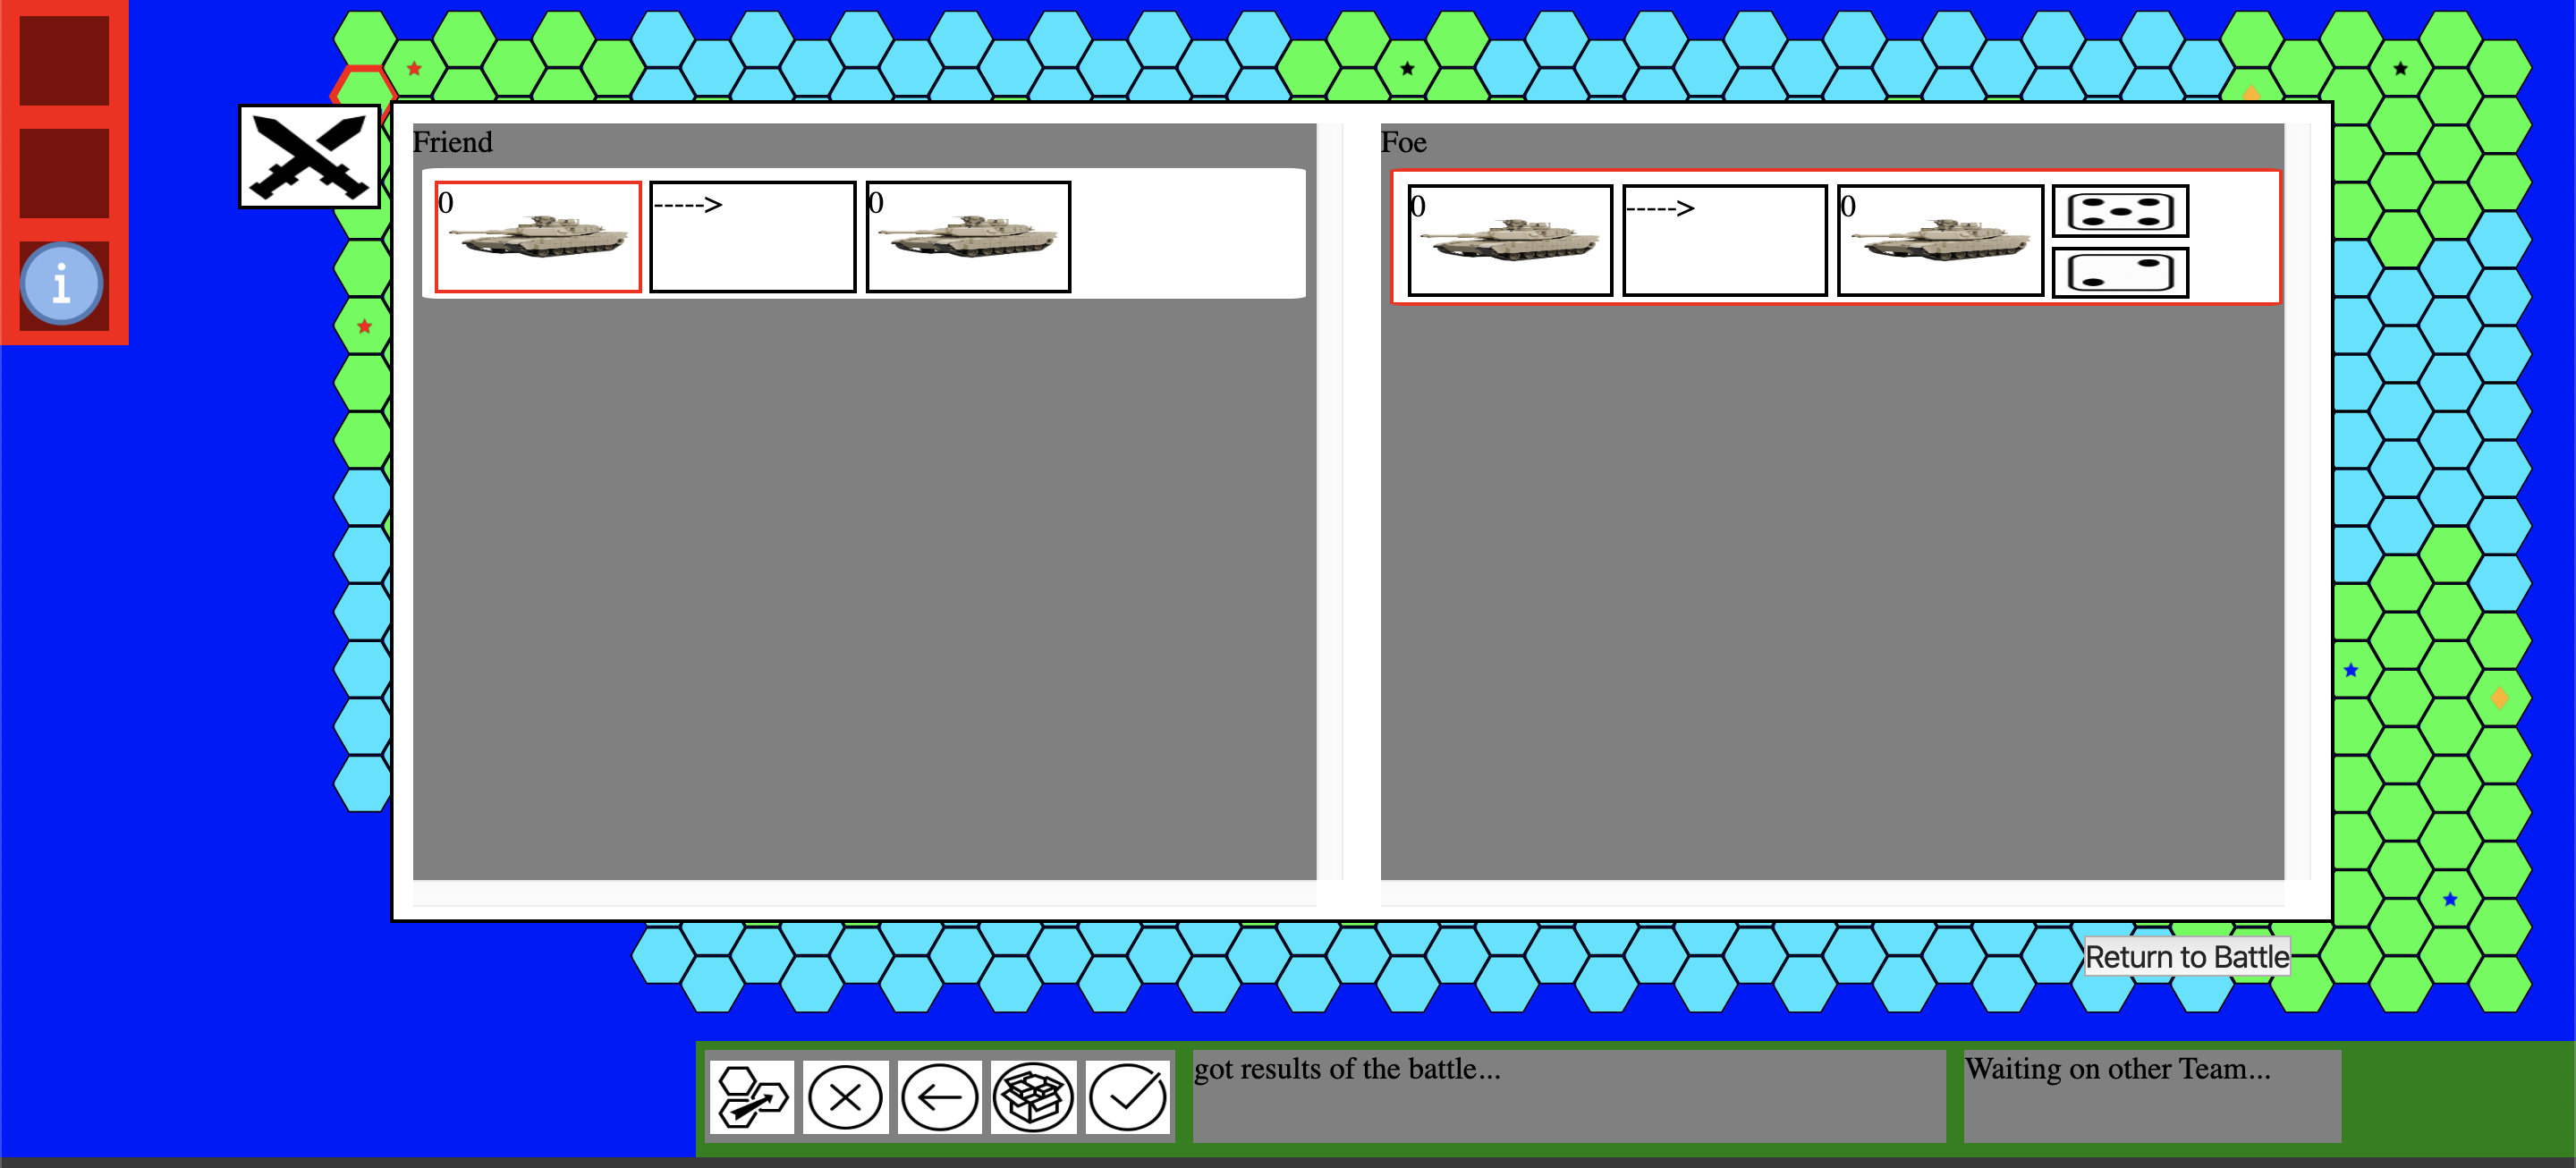 Friend
0
----->
0
Foe
0
----->
0
i
Return to Battle
got results of the battle...
Waiting on other Team...